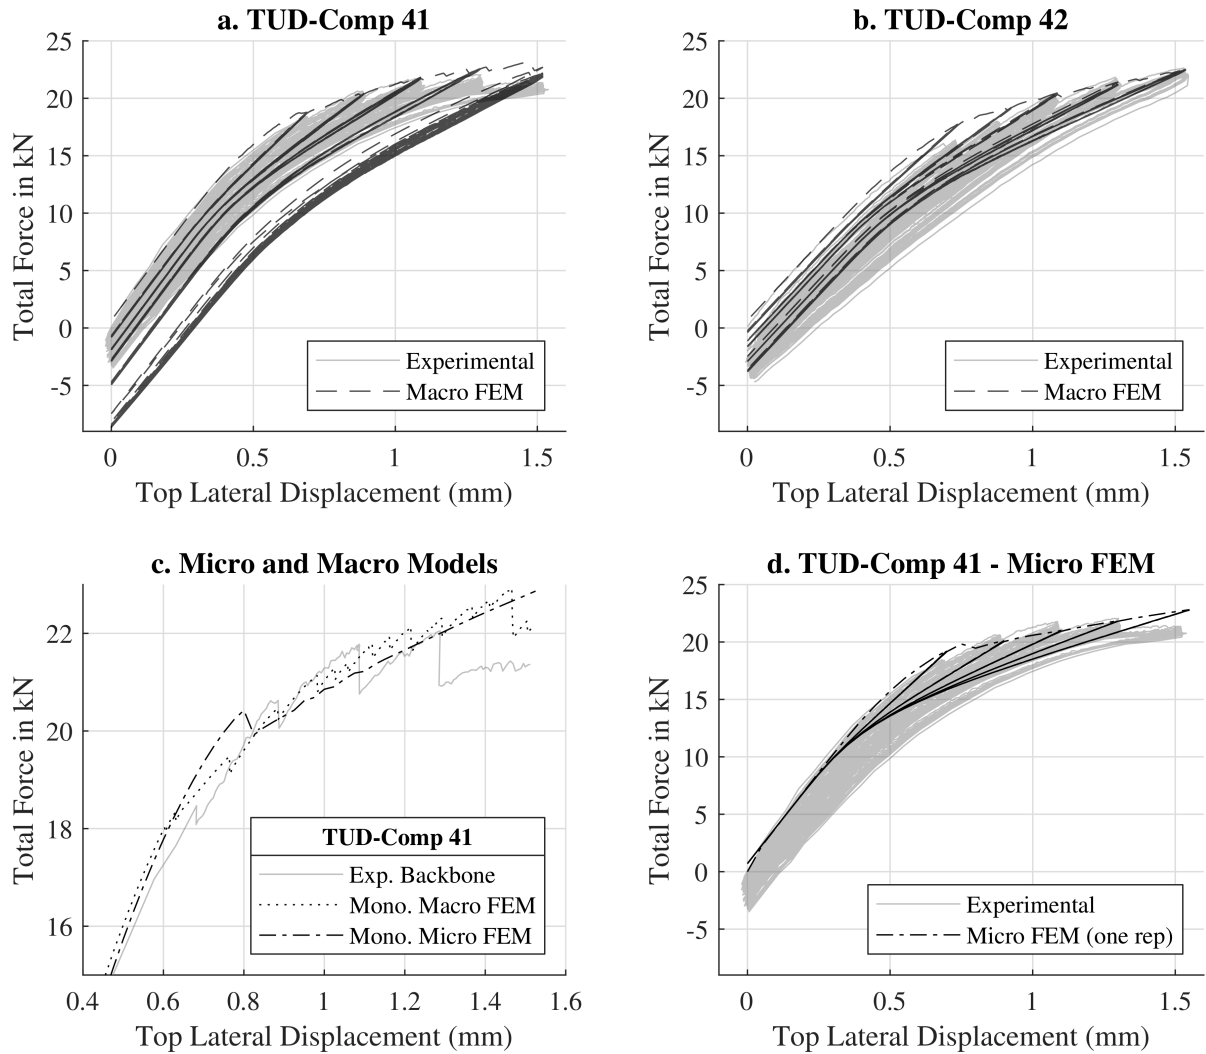 a. TUD-Comp 41
25
20
15
10
5
0
-5
Total Force in kN
Experimental
Macro FEM
0
0.5
1
1.5
Top Lateral Displacement (mm)
b. TUD-Comp 42
25
20
15
10
5
0
-5
Total Force in kN
Experimental
Macro FEM
0
0.5
1
1.5
Top Lateral Displacement (mm)
c. Micro and Macro Models
22
20
18
16
Total Force in kN
TUD-Comp 41
Exp. Backbone
Mono. Macro FEM
Mono. Micro FEM
0.4
0.6
0.8
1
1.2
1.4
1.6
Top Lateral Displacement (mm)
d. TUD-Comp 41 - Micro FEM
25
20
15
10
5
0
-5
Total Force in kN
Experimental
Micro FEM (one rep)
0
0.5
1
1.5
Top Lateral Displacement (mm)